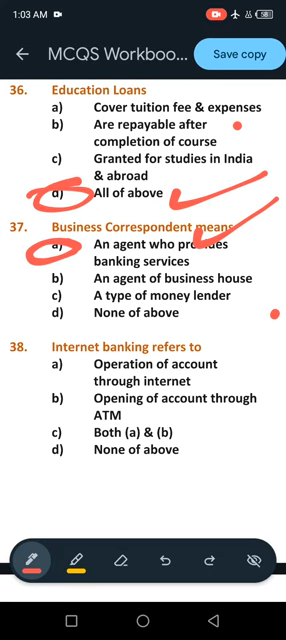 1:03 AM
58
MCQS Workboo...
Save copy
36. Education Loans
a) Cover tuition fee & expenses
b) Are repayable after
completion of course
c) Granted for studies in India
& abroad
d) All of above
37. Business Correspondent means
a) An agent who provides
banking services
b) An agent of business house
c) A type of money lender
d) None of above
38. Internet banking refers to
a) Operation of account
through internet
b) Opening of account through
ATM
c) Both (a) & (b)
d) None of above